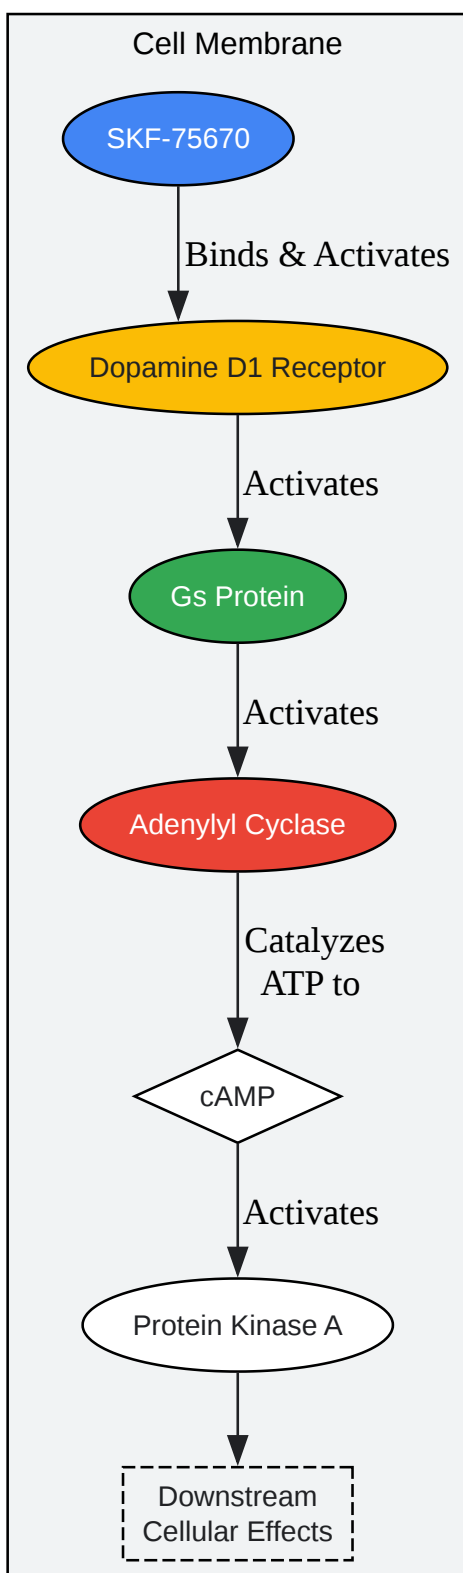 Cell Membrane
SKF-75670
Binds & Activates
Dopamine D1 Receptor
Activates
Gs Protein
Activates
Adenylyl Cyclase
Catalyzes
ATP to
cAMP
Activates
Protein Kinase A
Downstream
Cellular Effects